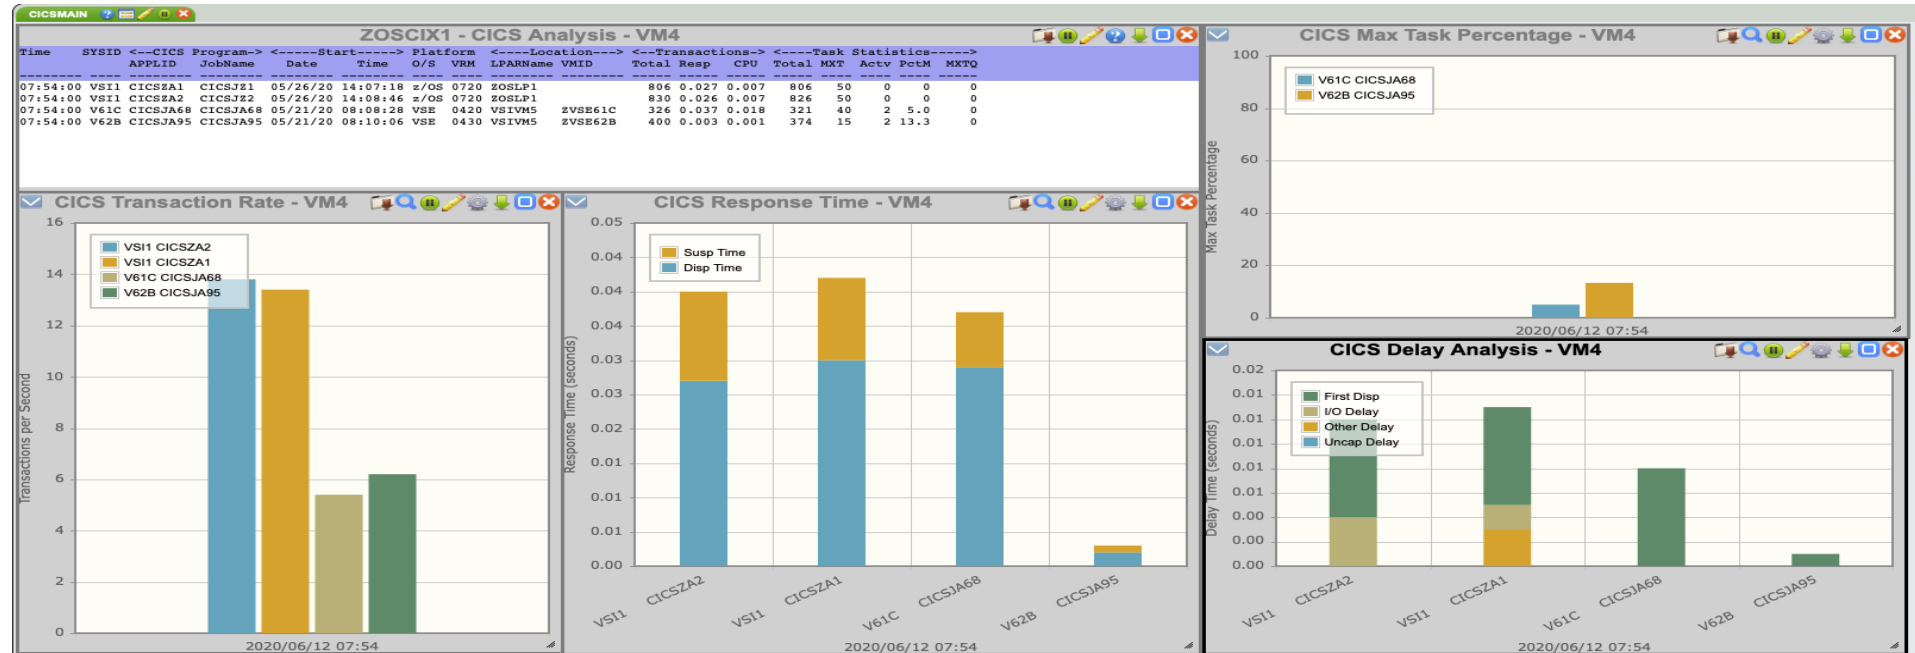 CICSMAIN
ZOSCIX1 - CICS Analysis - VM4
Time SYSID <--CICS Program-> <-----Start-----> Platform <----Location---> <--Transactions-> <----Task Statistics----->
APPLID JobName Date Time O/S VRM LPARName VMID Total Resp CPU Total MXT Actv PctM MXTQ
07:54:00 VSI1 CICSZA1 CICSJZ1 05/26/20 14:07:18 z/OS 0720 ZOSLP1 806 0.027 0.007 806 50 0 0 0
07:54:00 VSI1 CICSZA2 CICSJZ2 05/26/20 14:08:46 z/OS 0720 ZOSLP1 830 0.026 0.007 826 50 0 0 0
07:54:00 V61C CICSJA68 CICSJA68 05/21/20 08:08:28 VSE 0420 VSIVM5 ZVSE61C 326 0.037 0.018 321 40 2 5.0 0
07:54:00 V62B CICSJA95 CICSJA95 05/21/20 08:10:06 VSE 0430 VSIVM5 ZVSE62B 400 0.003 0.001 374 15 2 13.3 0
CICS Max Task Percentage - VM4
Max Task Percentage
100
80
60
40
20
0
V61C CICSJA68
V62B CICSJA95
2020/06/12 07:54
CICS Transaction Rate - VM4
Transactions per Second
16
14
12
10
8
6
4
2
0
VSI1 CICSZA2
VSI1 CICSZA1
V61C CICSJA68
V62B CICSJA95
2020/06/12 07:54
CICS Response Time - VM4
Response Time (seconds)
0.05
0.04
0.04
0.04
0.03
0.03
0.02
0.01
0.01
0.01
0.00
Susp Time
Disp Time
VSI1 CICSZA2
VSI1 CICSZA1
V61C CICSJA68
V62B CICSJA95
2020/06/12 07:54
CICS Delay Analysis - VM4
Delay Time (seconds)
0.02
0.01
0.01
0.01
0.01
0.01
0.00
0.00
0.00
First Disp
I/O Delay
Other Delay
Uncap Delay
VSI1 CICSZA2
VSI1 CICSZA1
V61C CICSJA68
V62B CICSJA95
2020/06/12 07:54